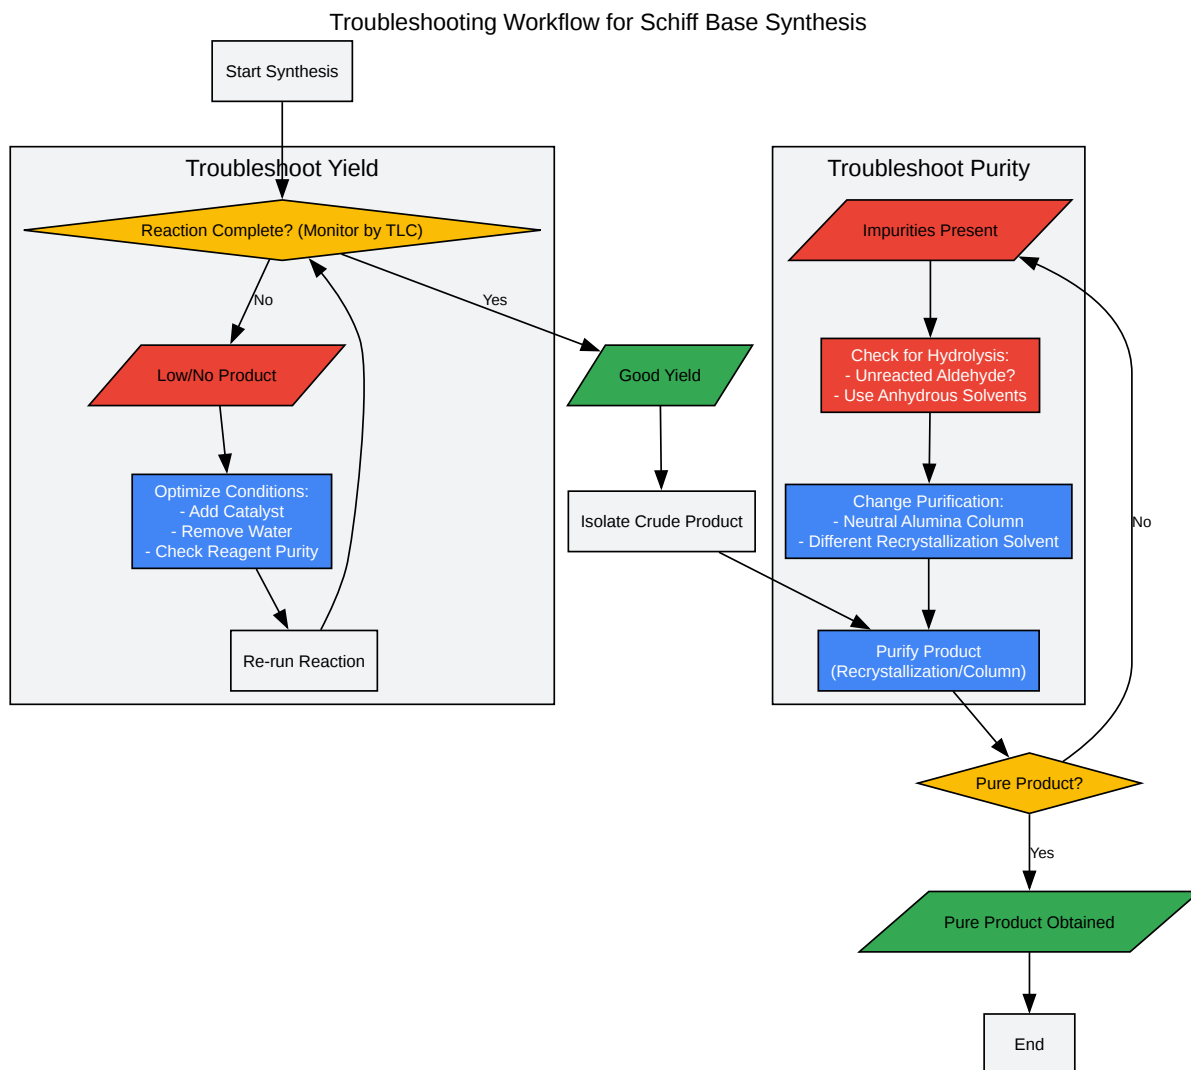 Troubleshooting Workflow for Schiff Base Synthesis
Start Synthesis
Troubleshoot Yield
Reaction Complete? (Monitor by TLC)
No
Yes
Low/No Product
Optimize Conditions:
- Add Catalyst
- Remove Water
- Check Reagent Purity
Re-run Reaction
Good Yield
Isolate Crude Product
Troubleshoot Purity
Impurities Present
Check for Hydrolysis:
- Unreacted Aldehyde?
- Use Anhydrous Solvents
Change Purification:
- Neutral Alumina Column
- Different Recrystallization Solvent
Purify Product
(Recrystallization/Column)
No
Pure Product?
Yes
Pure Product Obtained
End